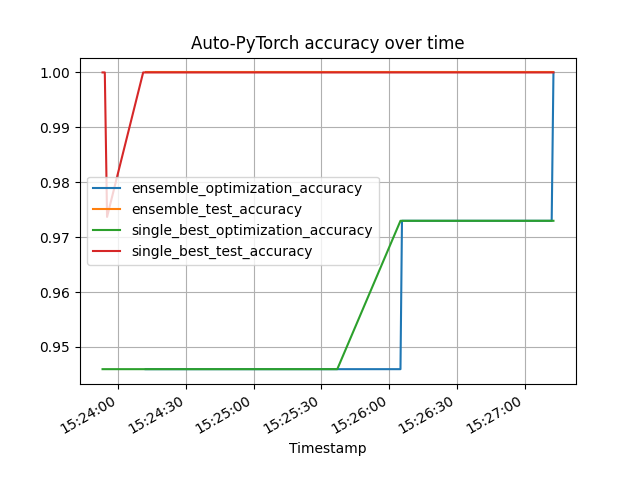 Auto-PyTorch accuracy over time
1.00
0.99
0.98
0.97
0.96
0.95
ensemble_optimization_accuracy
ensemble_test_accuracy
single_best_optimization_accuracy
single_best_test_accuracy
15:24:00
15:24:30
15:25:00
15:25:30
15:26:00
15:26:30
15:27:00
Timestamp